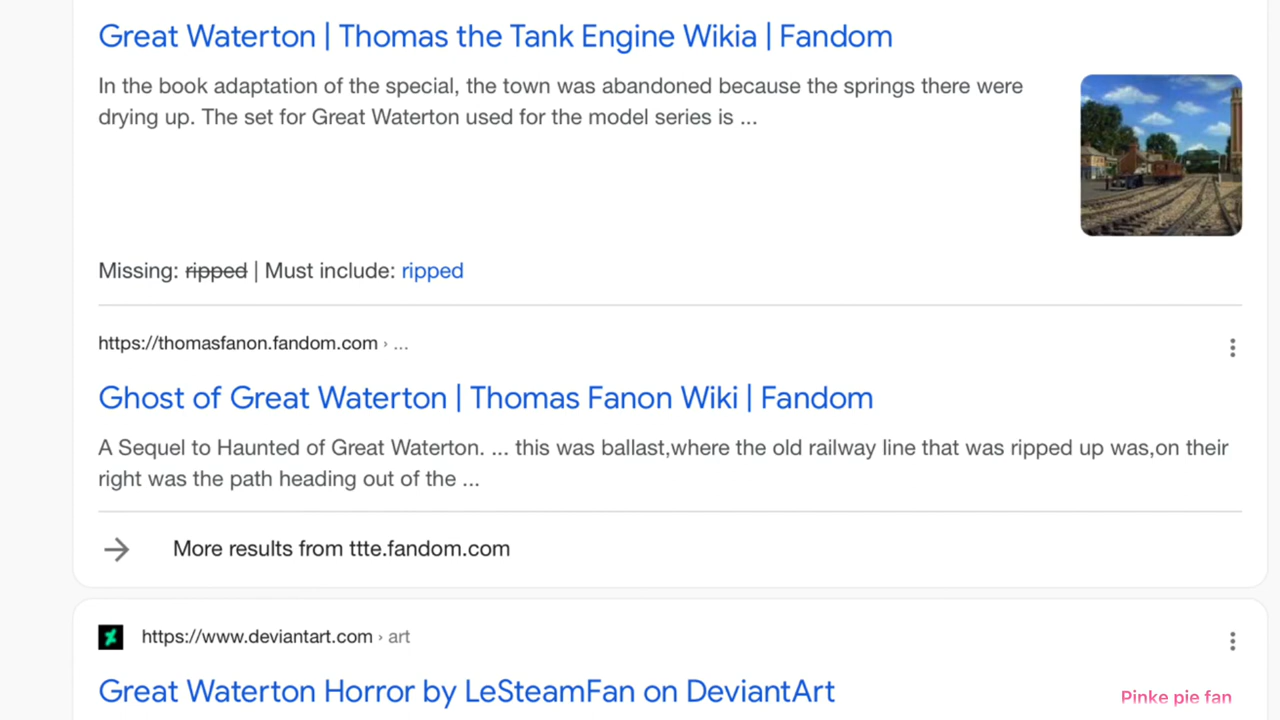 Great Waterton | Thomas the Tank Engine Wikia | Fandom
In the book adaptation of the special, the town was abandoned because the springs there were
drying up. The set for Great Waterton used for the model series is ...
Missing: ripped | Must include: ripped
https://thomasfanon.fandom.com › ...
Ghost of Great Waterton | Thomas Fanon Wiki | Fandom
A Sequel to Haunted of Great Waterton. ... this was ballast,where the old railway line that was ripped up was,on their
right was the path heading out of the ...
More results from ttte.fandom.com
https://www.deviantart.com › art
Great Waterton Horror by LeSteamFan on DeviantArt
Pinke pie fan